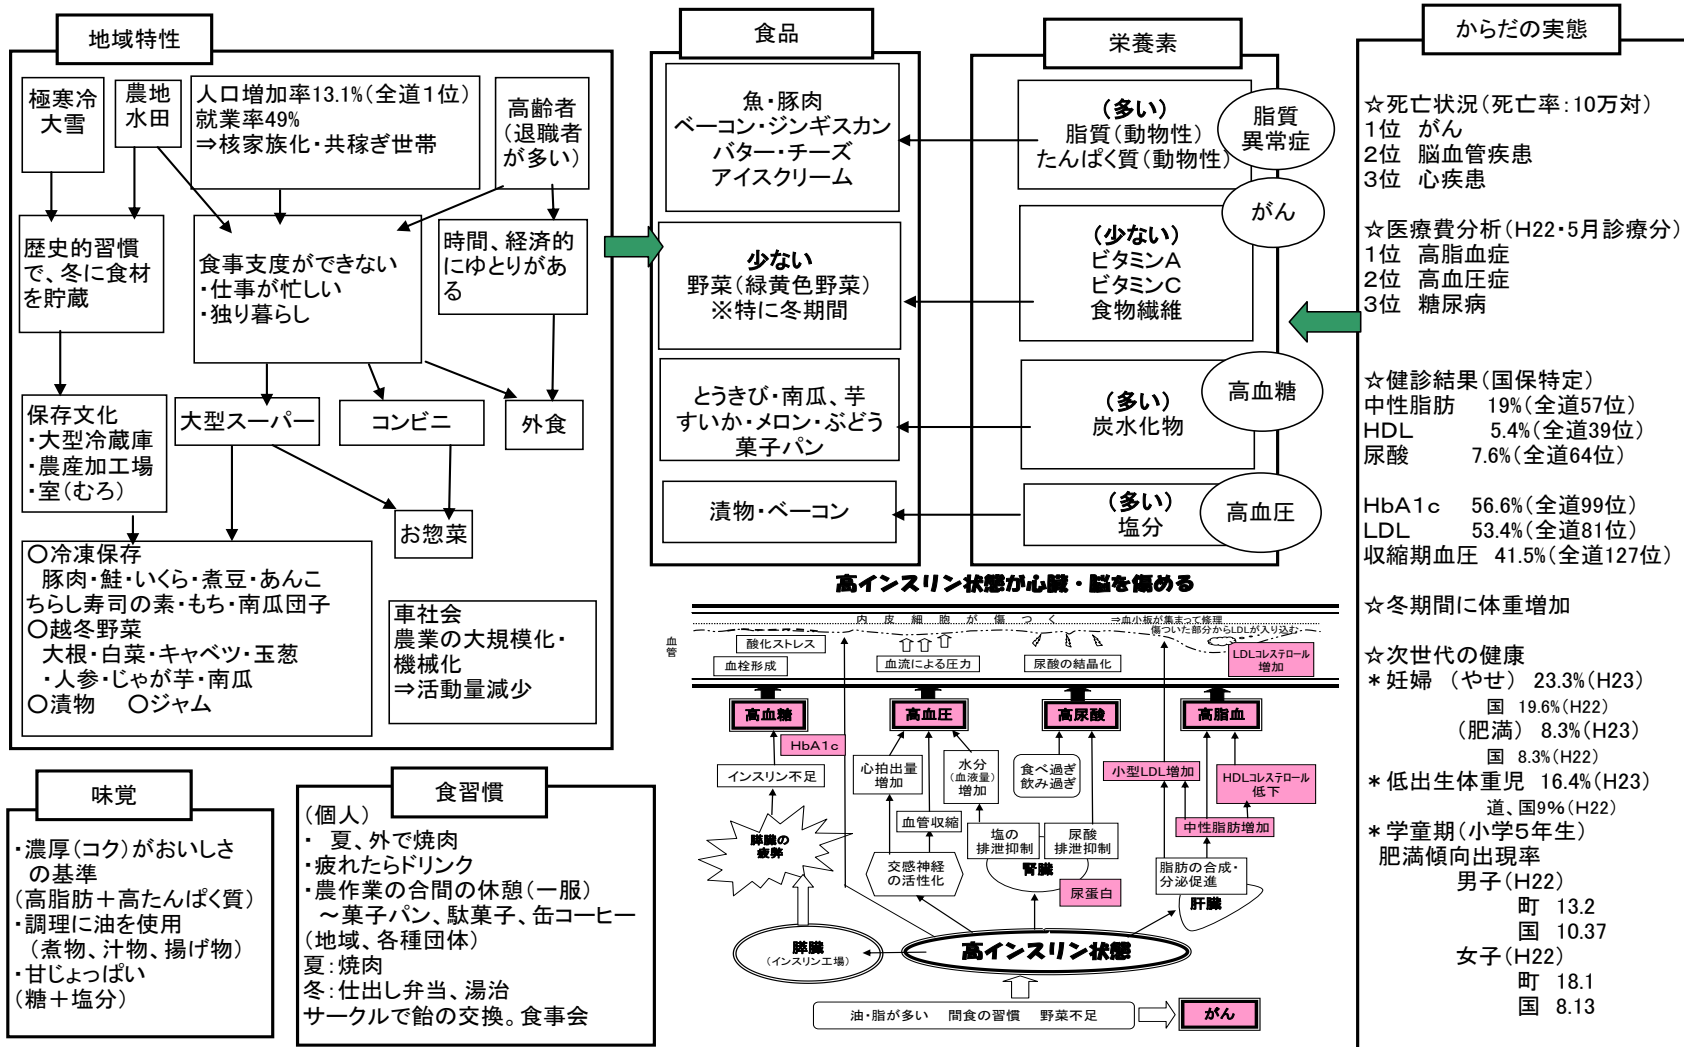 地域特性
極寒冷
大雪
農地
水田
人口増加率13.1%(全道1位)
就業率49%
⇒核家族化・共稼ぎ世帯
高齢者
(退職者
が多い)
歴史的習慣
で、冬に食材
を貯蔵
食事支度ができない
・仕事が忙しい
・独り暮らし
時間、経済的
にゆとりがあ
る
保存文化
・大型冷蔵庫
・農産加工場
・室(むろ)
大型スーパー
コンビニ
外食
お惣菜
○冷凍保存
豚肉・鮭・いくら・煮豆・あんこ
ちらし寿司の素・もち・南瓜団子
○越冬野菜
大根・白菜・キャベツ・玉葱
・人参・じゃが芋・南瓜
○漬物 ○ジャム
車社会
農業の大規模化・
機械化
⇒活動量減少
味覚
・濃厚(コク)がおいしさ
の基準
(高脂肪+高たんぱく質)
・調理に油を使用
(煮物、汁物、揚げ物)
・甘じょっぱい
(糖+塩分)
食習慣
(個人)
・ 夏、外で焼肉
・疲れたらドリンク
・農作業の合間の休憩(一服)
～菓子パン、駄菓子、缶コーヒー
(地域、各種団体)
夏:焼肉
冬:仕出し弁当、湯治
サークルで飴の交換。食事会
食品
魚・豚肉
ベーコン・ジンギスカン
バター・チーズ
アイスクリーム
少ない
野菜(緑黄色野菜)
※特に冬期間
とうきび・南瓜、芋
すいか・メロン・ぶどう
菓子パン
漬物・ベーコン
栄養素
(多い)
脂質(動物性)
たんぱく質(動物性)
脂質
異常症
がん
(少ない)
ビタミンA
ビタミンC
食物繊維
(多い)
炭水化物
高血糖
(多い)
塩分
高血圧
高インスリン状態が心臓・脳を傷める
血管
内皮細胞が傷つく ⇒血小板が集まって修理
傷ついた部分からLDLが入り込む
酸化ストレス
血栓形成
血流による圧力
尿酸の結晶化
LDLコレステロール
増加
高血糖
高血圧
高尿酸
高脂血
HbA1c
インスリン不足
心拍出量
増加
水分
(血液量)
増加
食べ過ぎ
飲み過ぎ
小型LDL増加
HDLコレステロール
低下
血管収縮
中性脂肪増加
膵臓の
疲弊
交感神経
の活性化
塩の
排泄抑制
尿酸
排泄抑制
腎臓
尿蛋白
脂肪の合成・
分泌促進
肝臓
膵臓
(インスリン工場)
高インスリン状態
油・脂が多い 間食の習慣 野菜不足
がん
からだの実態
☆死亡状況(死亡率:10万対)
1位 がん
2位 脳血管疾患
3位 心疾患
☆医療費分析(H22・5月診療分)
1位 高脂血症
2位 高血圧症
3位 糖尿病
☆健診結果(国保特定)
中性脂肪 19%(全道57位)
HDL 5.4%(全道39位)
尿酸 7.6%(全道64位)
HbA1c 56.6%(全道99位)
LDL 53.4%(全道81位)
収縮期血圧 41.5%(全道127位)
☆冬期間に体重増加
☆次世代の健康
*妊婦 (やせ) 23.3%(H23)
国 19.6%(H22)
(肥満) 8.3%(H23)
国 8.3%(H22)
*低出生体重児 16.4%(H23)
道、国9%(H22)
*学童期(小学5年生)
肥満傾向出現率
男子(H22)
町 13.2
国 10.37
女子(H22)
町 18.1
国 8.13